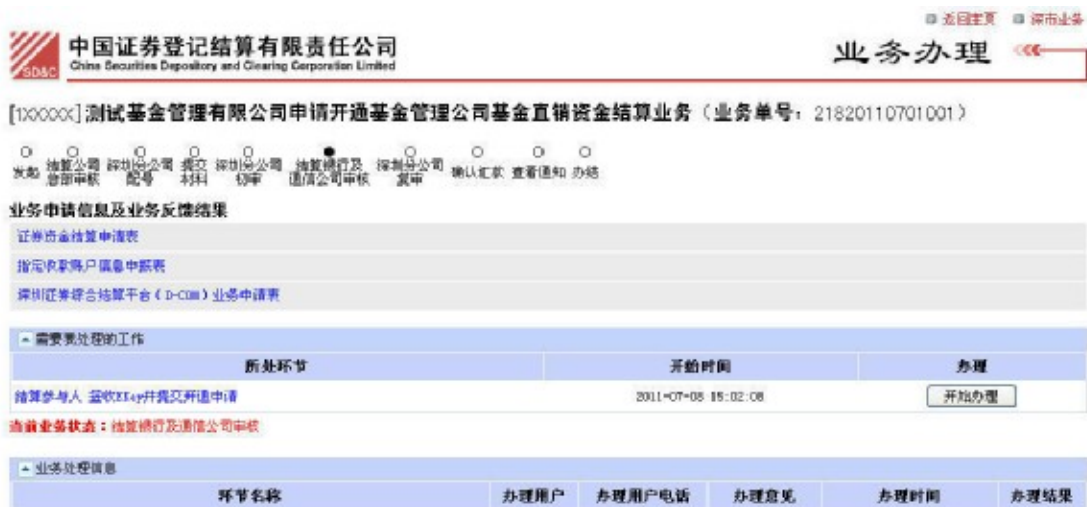 返回主页 深市业务
中国证券登记结算有限责任公司
China Securities Depository and Clearing Corporation Limited
SD&C
业务办理
[1XXXXX]测试基金管理有限公司申请开通基金管理公司基金直销资金结算业务（业务单号：21820110701001）
发起 结算公司总部审核 深圳分公司配号 提交材料 深圳分公司初审 结算银行及通信公司审核 深圳分公司复审 确认汇款 查看通知 办结
业务申请信息及业务反馈结果
证券资金结算申请表
指定收款账户信息申报表
深圳证券综合结算平台（D-COM）业务申请表
需要我处理的工作
所处环节 开始时间 办理
结算参与人 签收EKey并提交开通申请 2011-07-08 15:02:08 开始办理
当前业务状态：结算银行及通信公司审核
业务处理信息
环节名称 办理用户 办理用户电话 办理意见 办理时间 办理结果